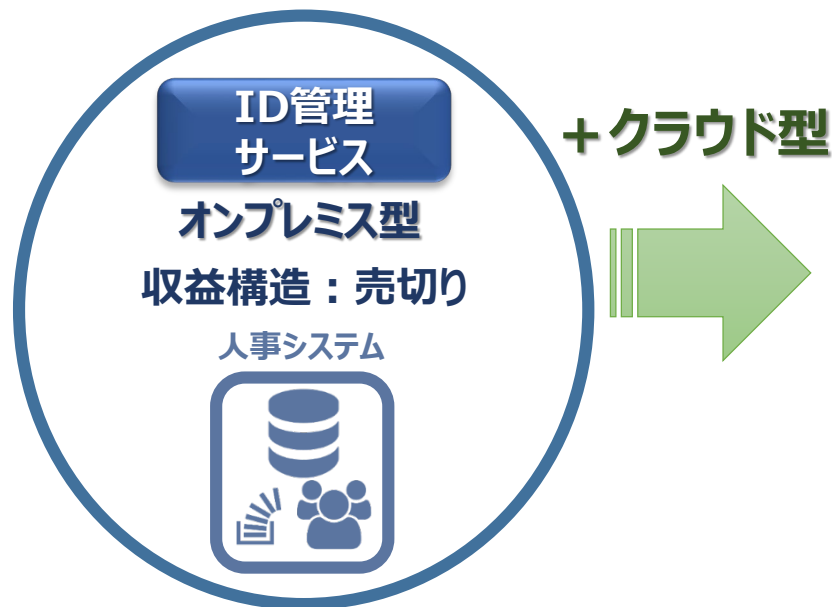 ID管理
サービス
オンプレミス型
収益構造：売切り
人事システム
＋クラウド型